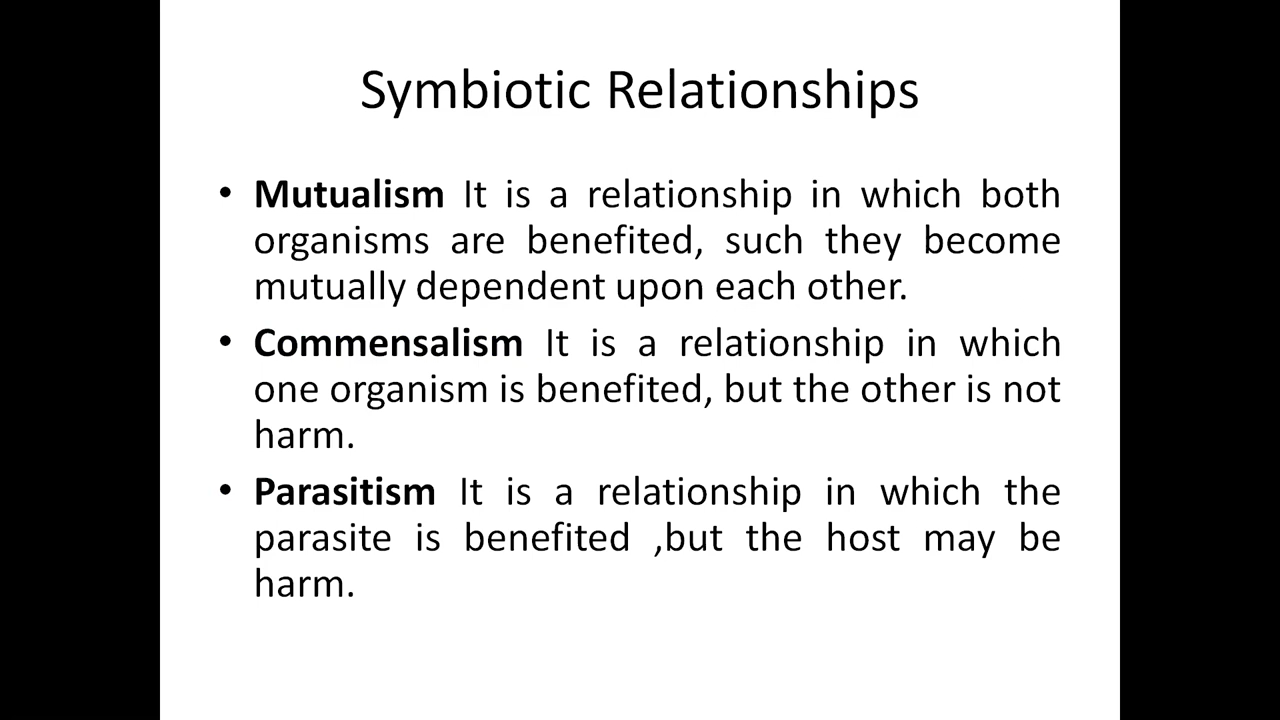 Symbiotic Relationships
• Mutualism It is a relationship in which both
organisms are benefited, such they become
mutually dependent upon each other.
• Commensalism It is a relationship in which
one organism is benefited, but the other is not
harm.
• Parasitism It is a relationship in which the
parasite is benefited ,but the host may be
harm.